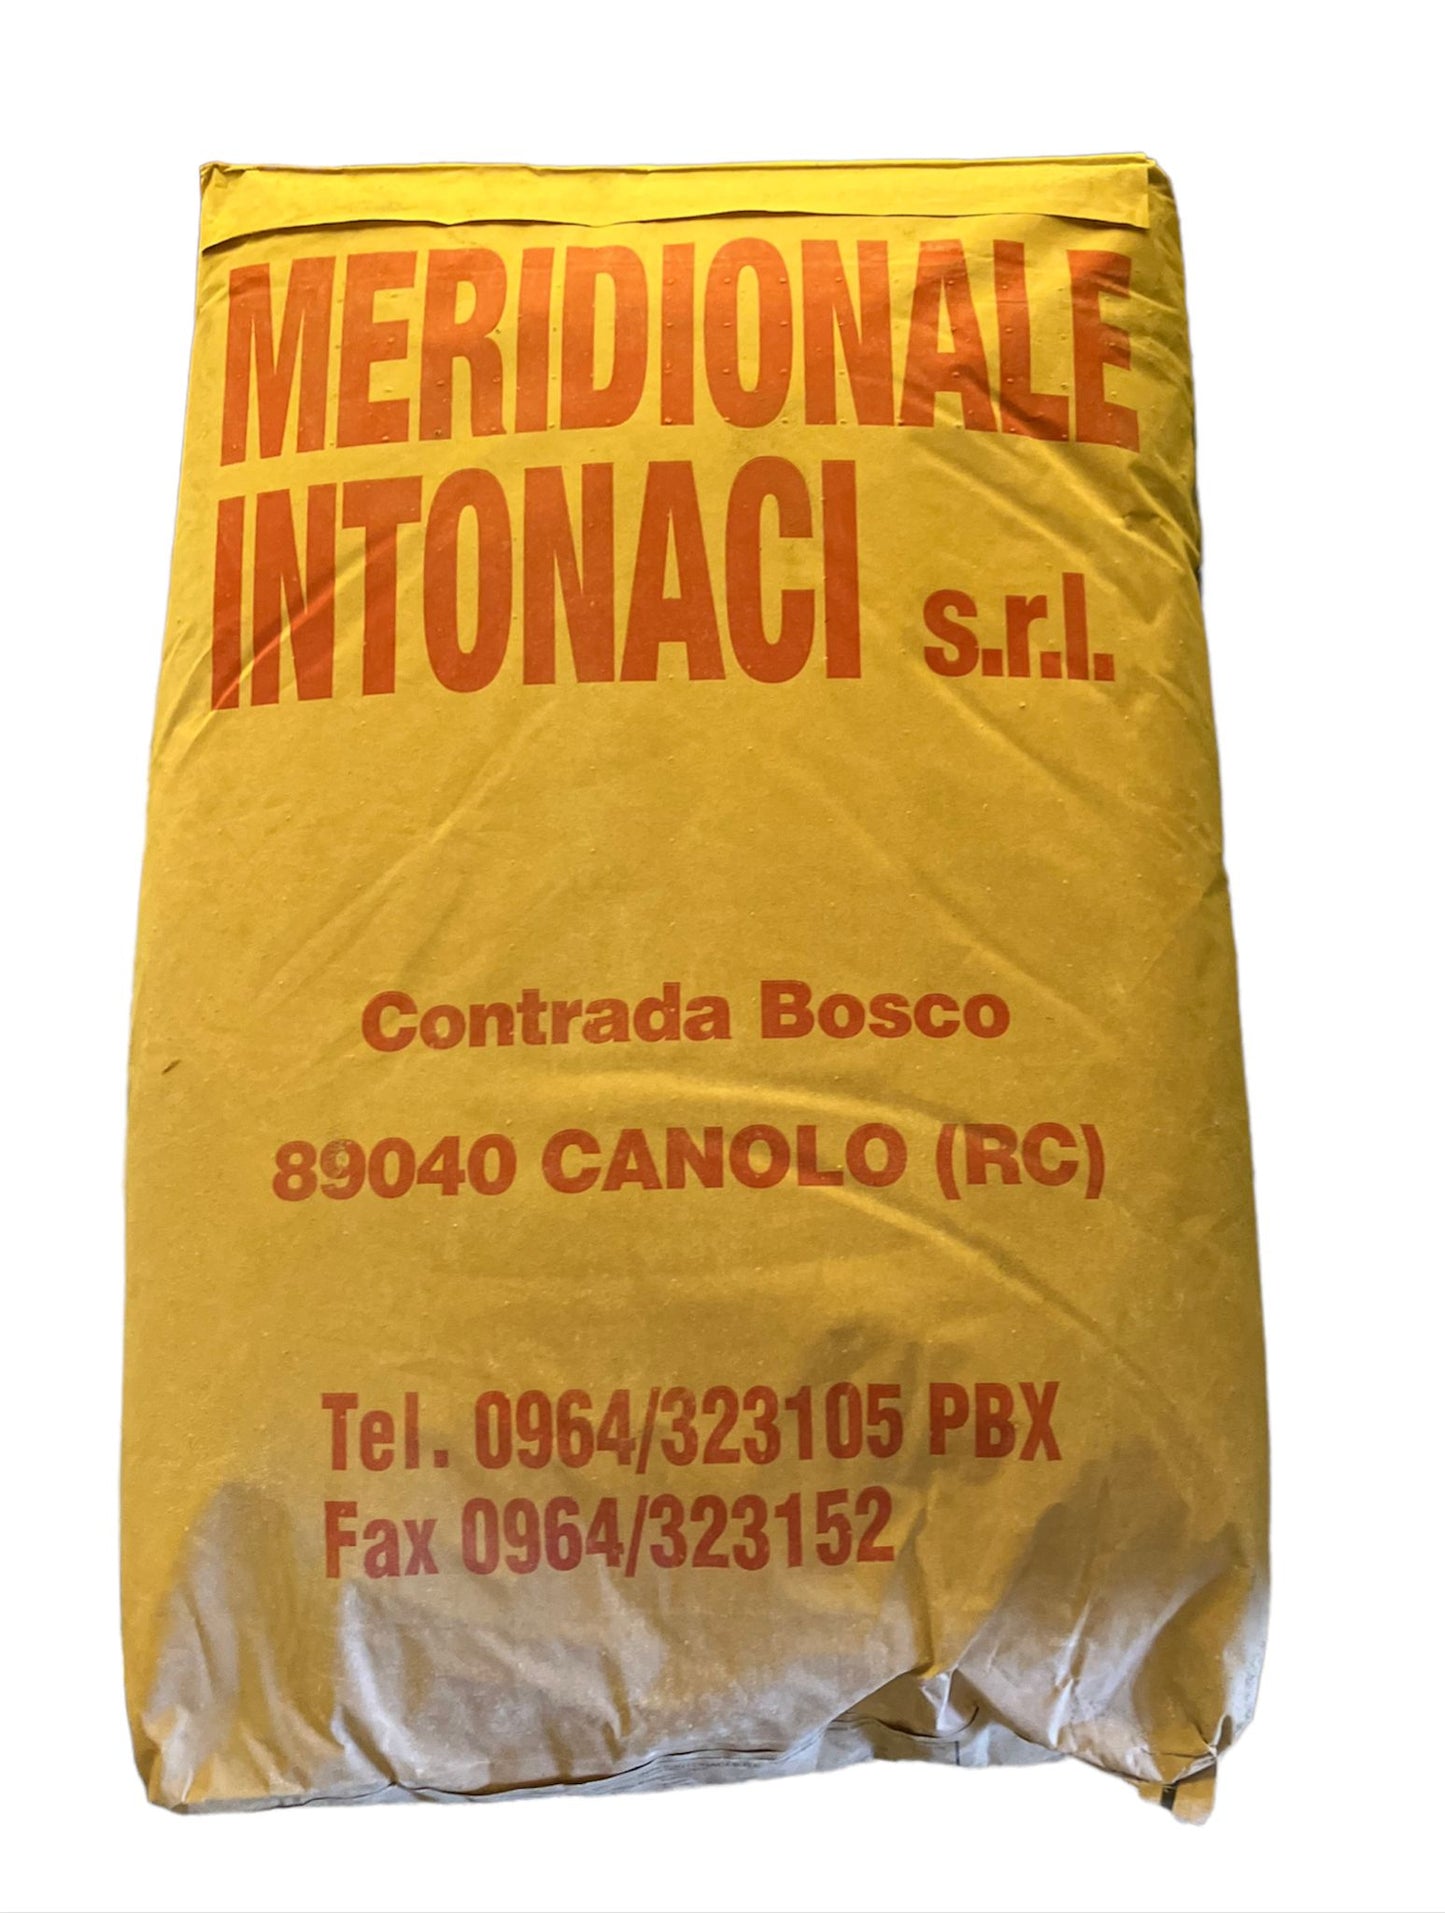 MERIDIONALE
INTONACI s.r.l.
Contrada Bosco
89040 CANOLO (RC)
Tel. 0964/323105 PBX
Fax 0964/323152